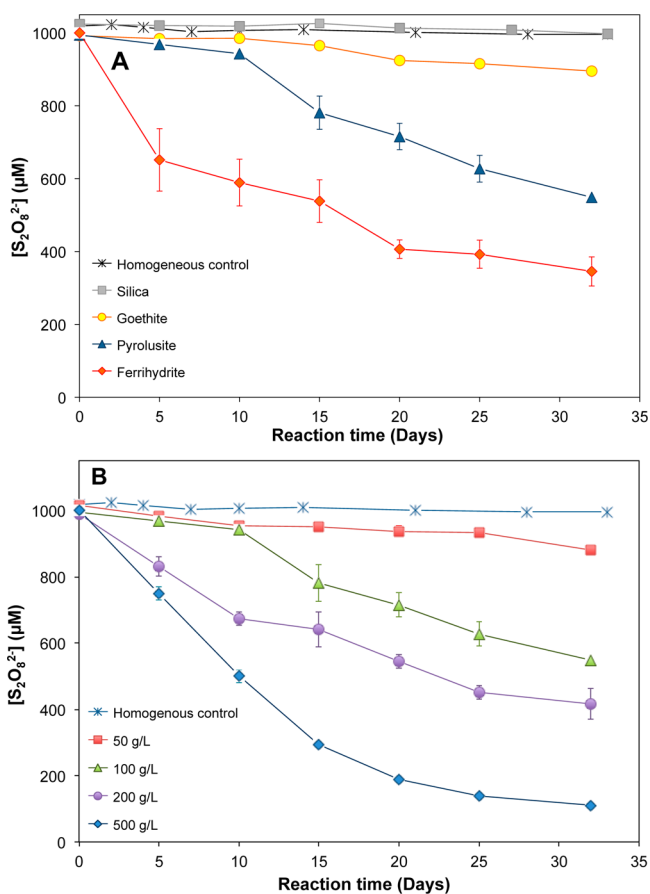 1000
800
600
400
200
0
[S₂O₈²⁻] (µM)
A
Homogeneous control
Silica
Goethite
Pyrolusite
Ferrihydrite
0 5 10 15 20 25 30 35
Reaction time (Days)
B
1000
800
600
400
200
0
[S₂O₈²⁻] (µM)
Homogenous control
50 g/L
100 g/L
200 g/L
500 g/L
0 5 10 15 20 25 30 35
Reaction time (Days)